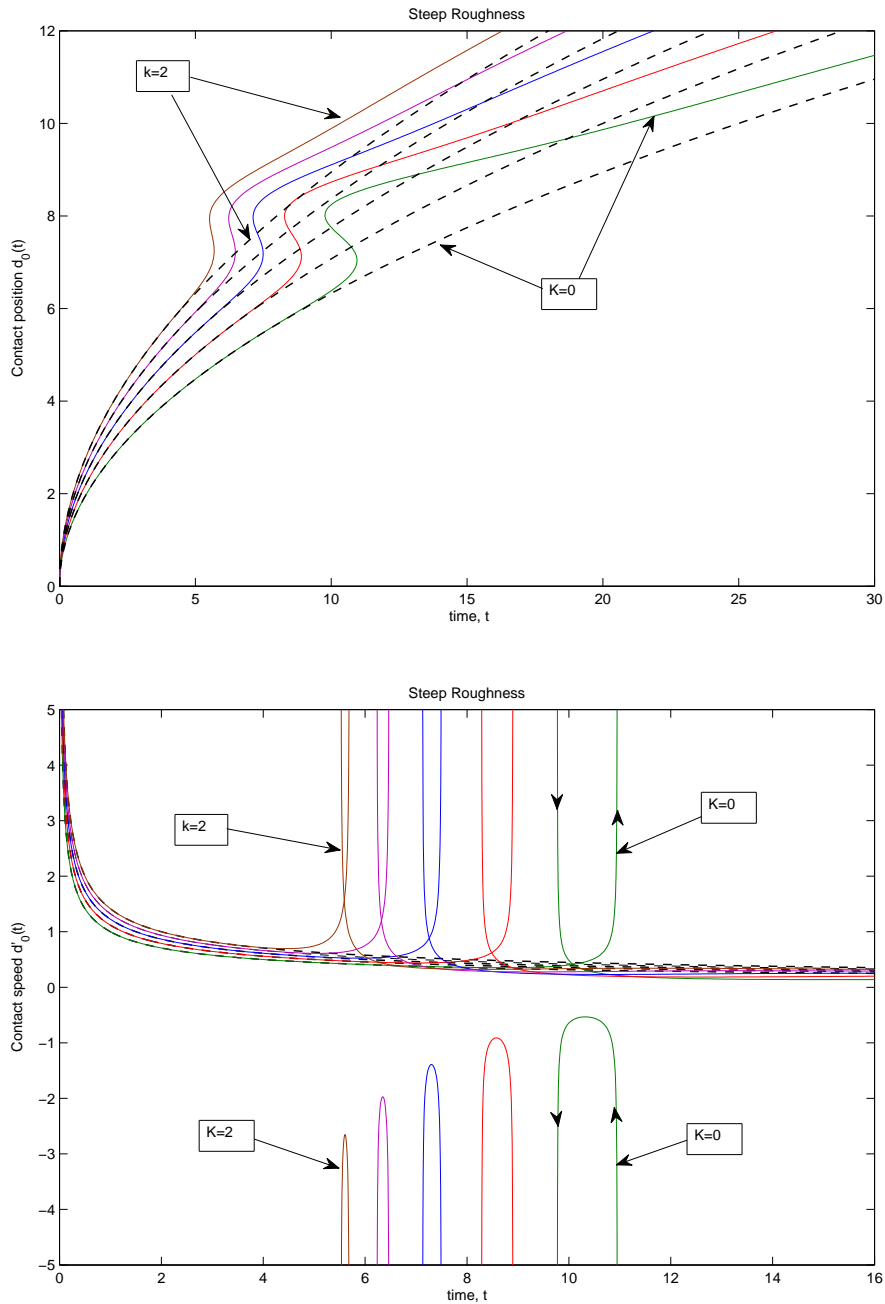 Steep Roughness
12
10
8
6
4
2
0
k=2
K=0
Contact position d0(t)
0 5 10 15 20 25 30
time, t
Steep Roughness
5
4
3
2
1
0
−1
−2
−3
−4
−5
k=2
K=0
K=2
K=0
Contact speed d'0(t)
0 2 4 6 8 10 12 14 16
time, t